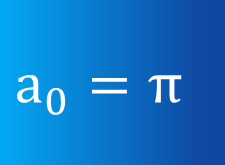 a₀ = π